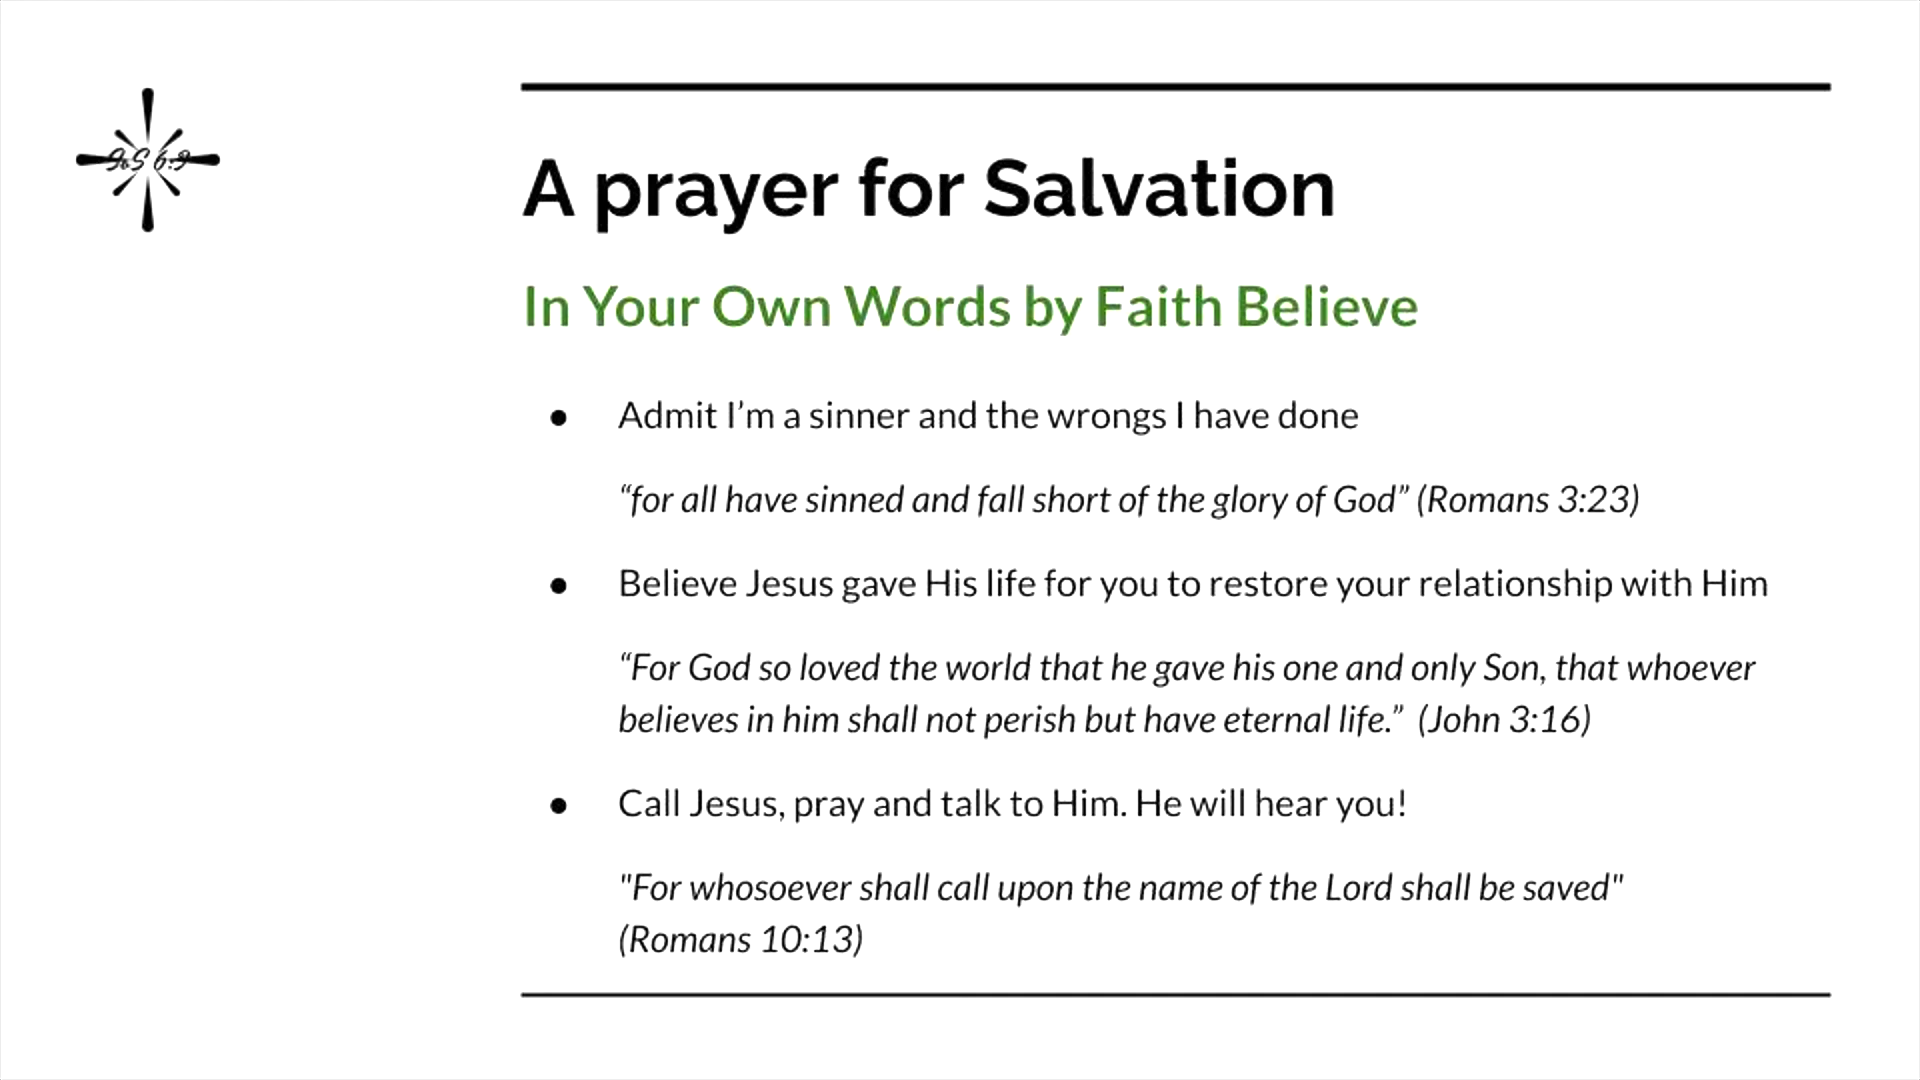 SoS 6:9
A prayer for Salvation
In Your Own Words by Faith Believe
● Admit I’m a sinner and the wrongs I have done
“for all have sinned and fall short of the glory of God” (Romans 3:23)
● Believe Jesus gave His life for you to restore your relationship with Him
“For God so loved the world that he gave his one and only Son, that whoever
believes in him shall not perish but have eternal life.” (John 3:16)
● Call Jesus, pray and talk to Him. He will hear you!
"For whosoever shall call upon the name of the Lord shall be saved"
(Romans 10:13)